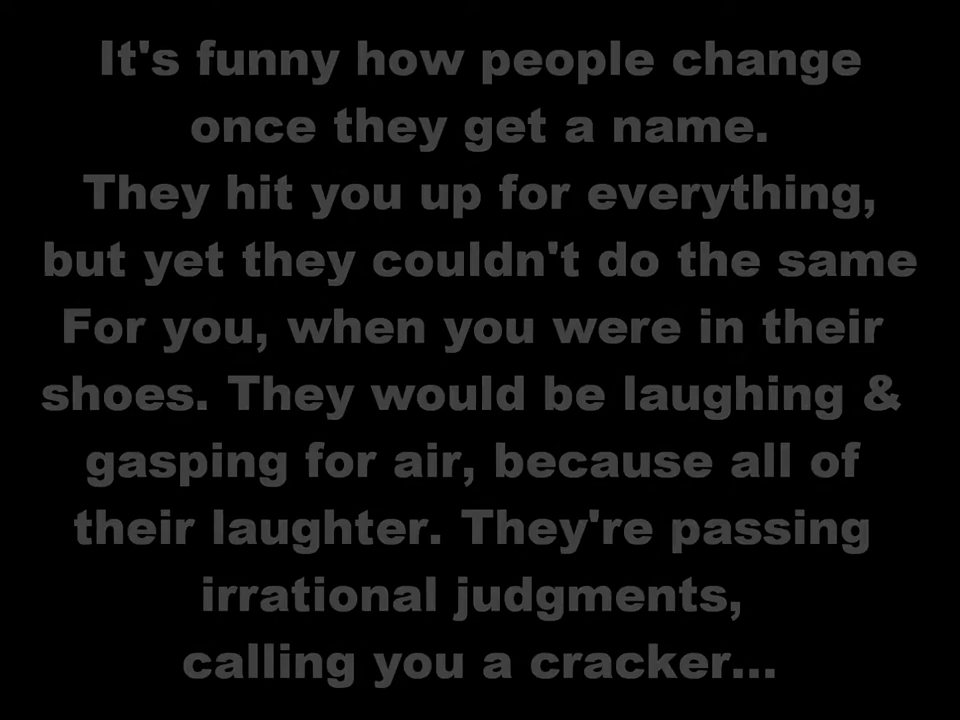 It's funny how people change
once they get a name.
They hit you up for everything,
but yet they couldn't do the same
For you, when you were in their
shoes. They would be laughing &
gasping for air, because all of
their laughter. They're passing
irrational judgments,
calling you a cracker...